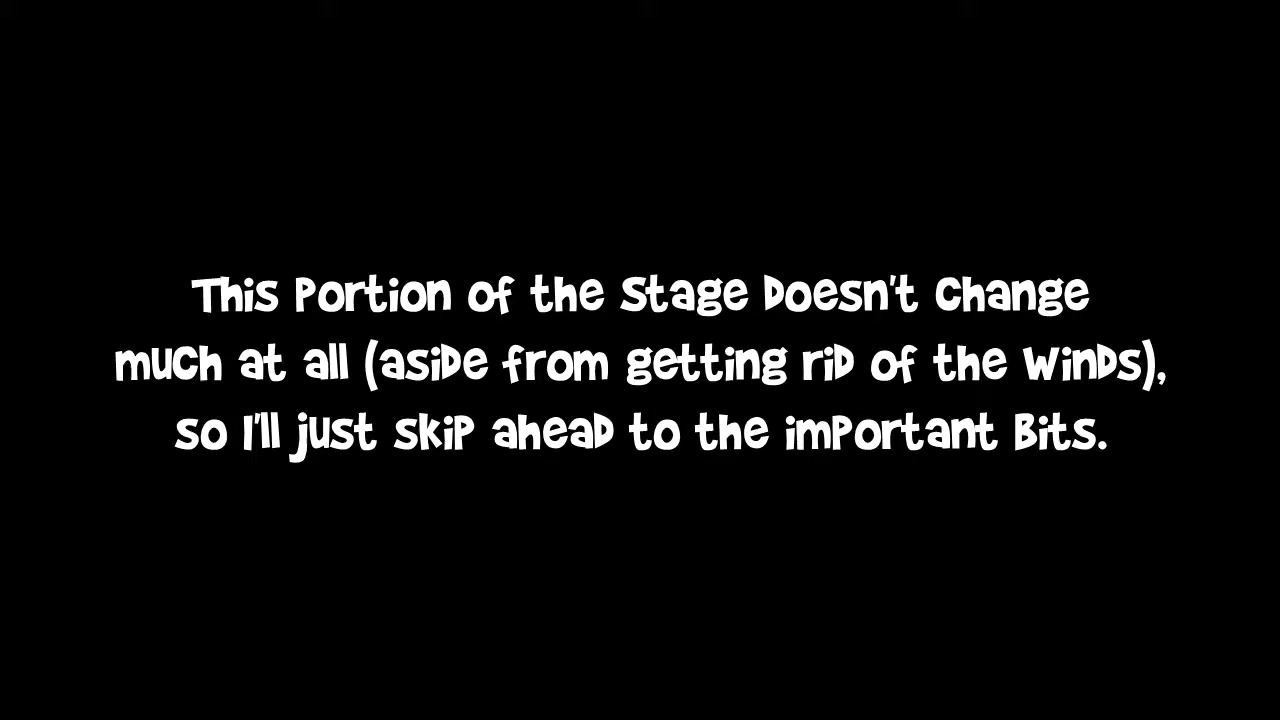 This Portion of the Stage Doesn't Change
much at all (aside from getting rid of the Winds),
so I'll just skip ahead to the important Bits.